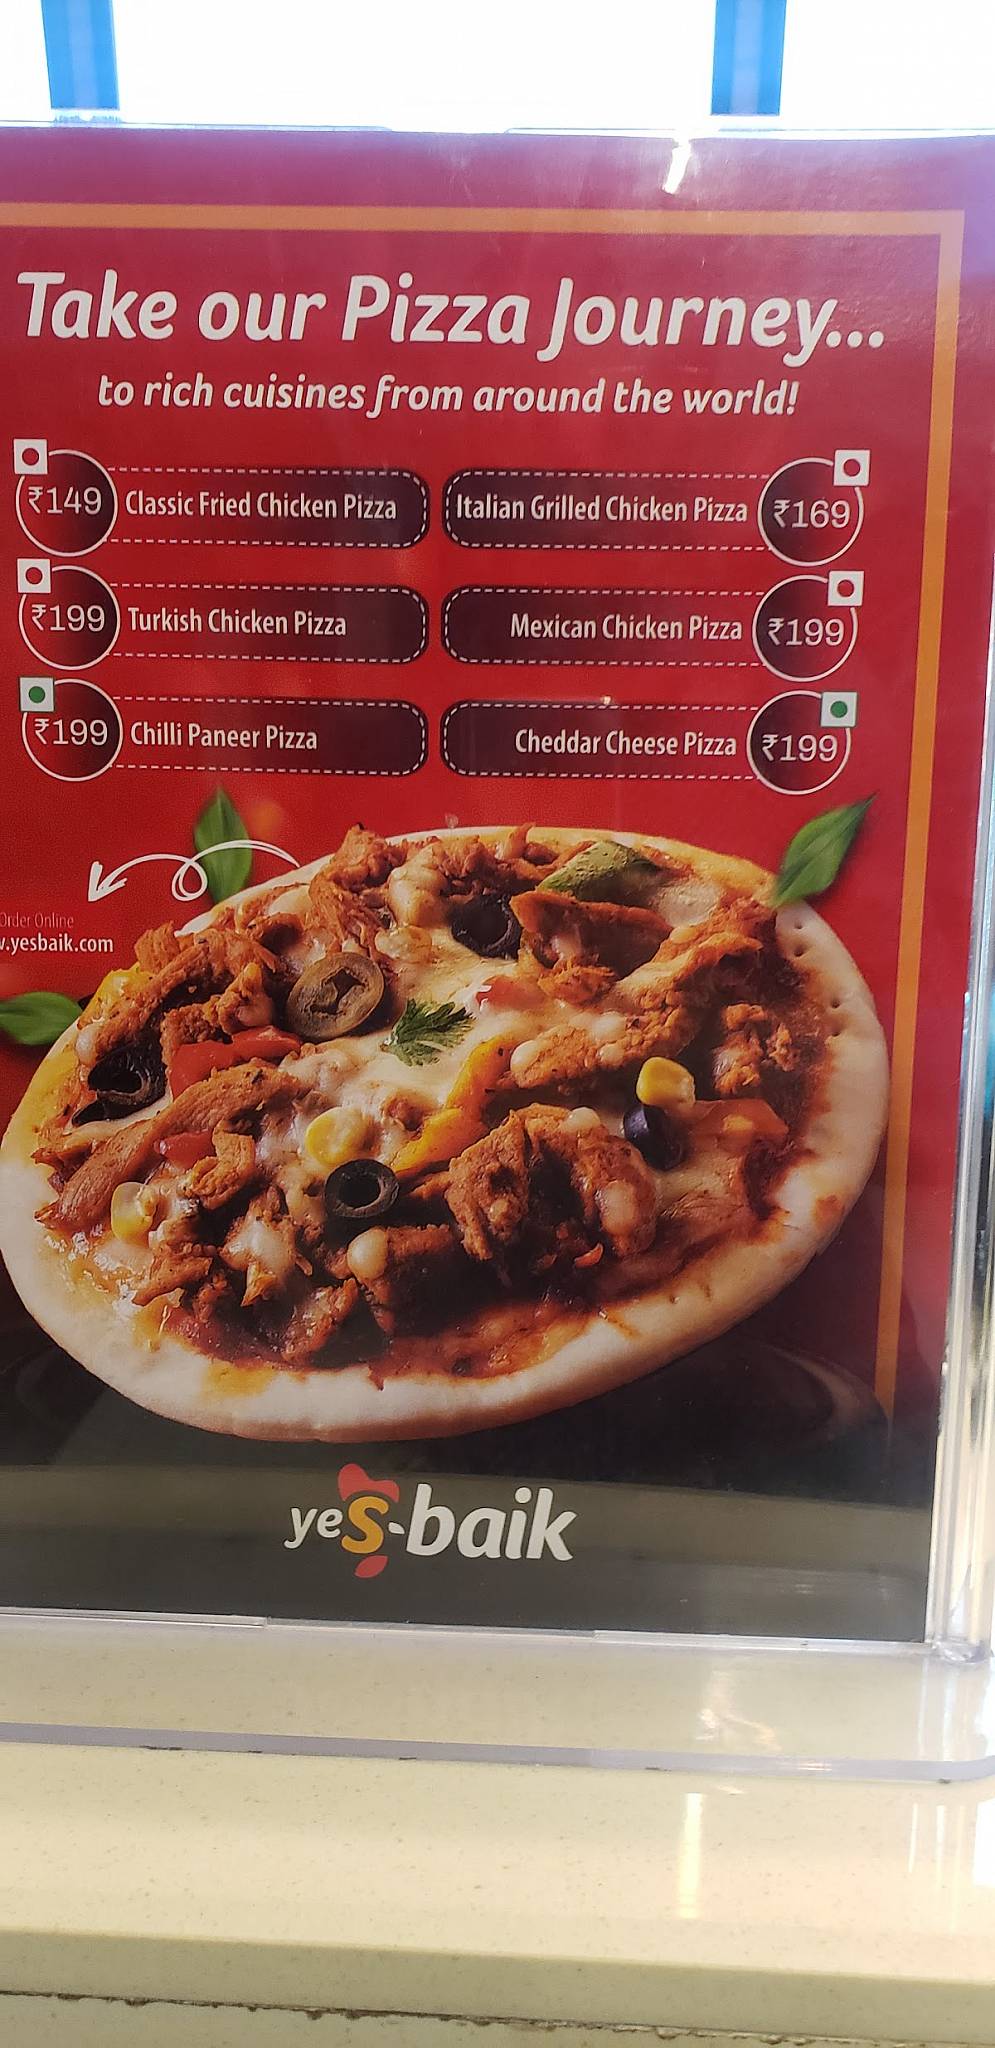 Take our Pizza Journey...
to rich cuisines from around the world!
₹149 Classic Fried Chicken Pizza
Italian Grilled Chicken Pizza ₹169
₹199 Turkish Chicken Pizza
Mexican Chicken Pizza ₹199
₹199 Chilli Paneer Pizza
Cheddar Cheese Pizza ₹199
Order Online
.yesbaik.com
yes-baik